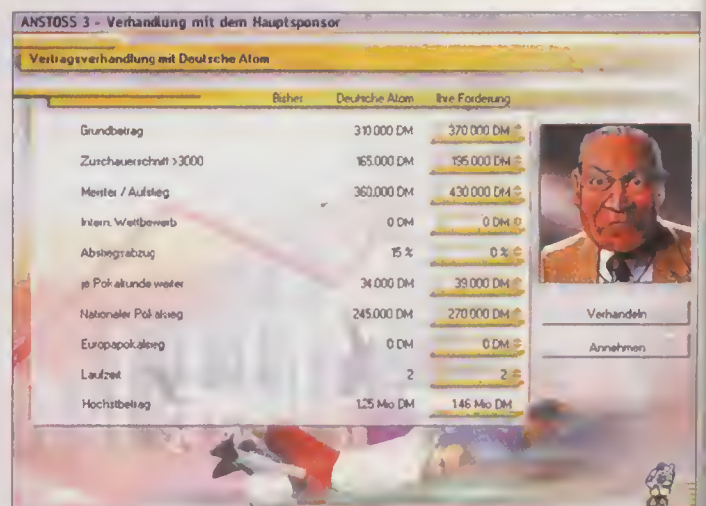 ANSTOSS 3 - Verhandlung mit dem Hauptsponsor
Vertragsverhandlung mit Deutsche Atom
Bisher Deutsche Atom Ihre Forderung
Grundbetrag 310.000 DM 370 000 DM
Zuschauerschnitt >3000 165.000 DM 195 000 DM
Meister / Aufstieg 360.000 DM 430 000 DM
Intern. Wettbewerb 0 DM 0 DM
Abstiegsabzug 15 % 0 %
je Pokalrunde weiter 34.000 DM 39 000 DM
Nationaler Pokalsieg 245.000 DM 270 000 DM
Europapokalsieg 0 DM 0 DM
Laufzeit 2 2
Höchstbetrag 1.25 Mio DM 1.46 Mio DM
Verhandeln
Annehmen